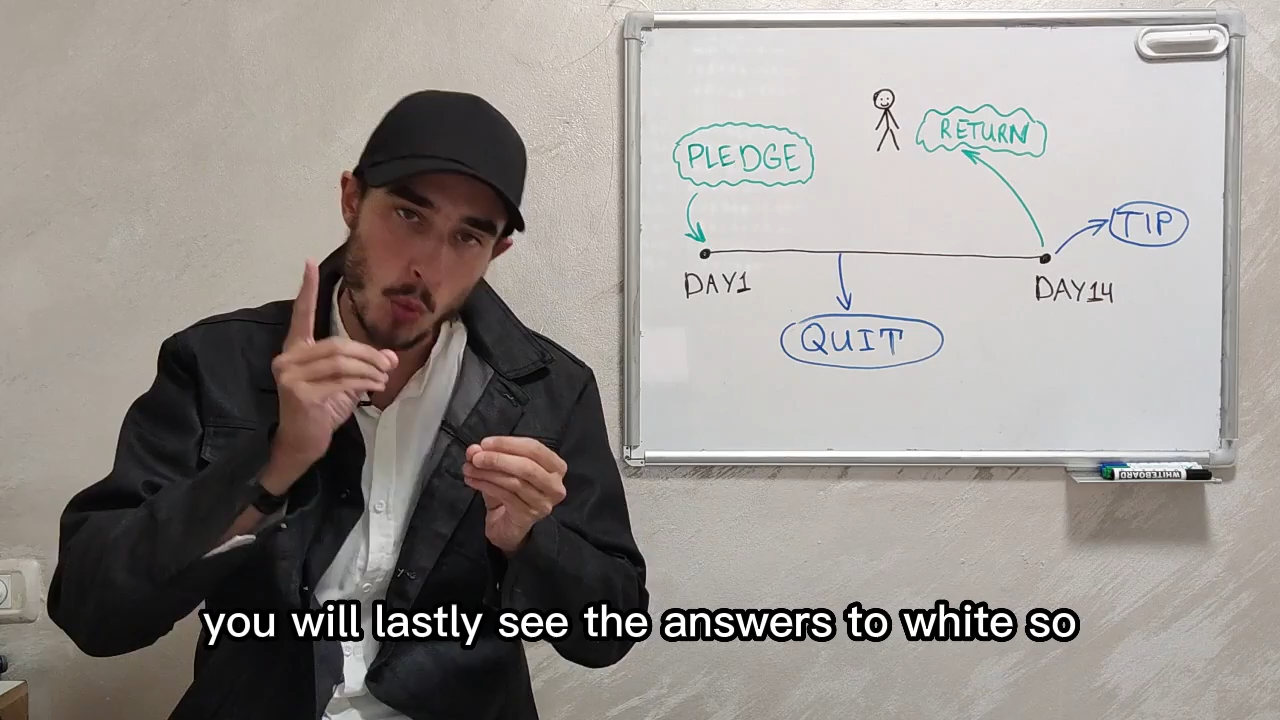 PLEDGE
RETURN
TIP
DAY1
DAY14
QUIT
WHITEBOARD
you will lastly see the answers to white so